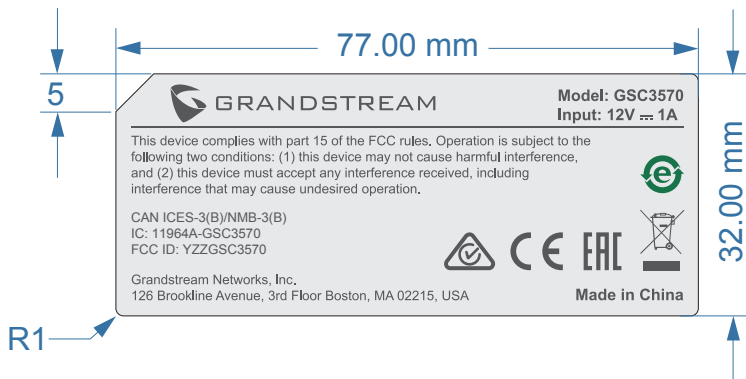 77.00 mm
5
GRANDSTREAM
Model: GSC3570
Input: 12V ⎓ 1A
This device complies with part 15 of the FCC rules. Operation is subject to the
following two conditions: (1) this device may not cause harmful interference,
and (2) this device must accept any interference received, including
interference that may cause undesired operation.
e
32.00 mm
CAN ICES-3(B)/NMB-3(B)
IC: 11964A-GSC3570
FCC ID: YZZGSC3570
CE EAC
Grandstream Networks, Inc.
126 Brookline Avenue, 3rd Floor Boston, MA 02215, USA
Made in China
R1